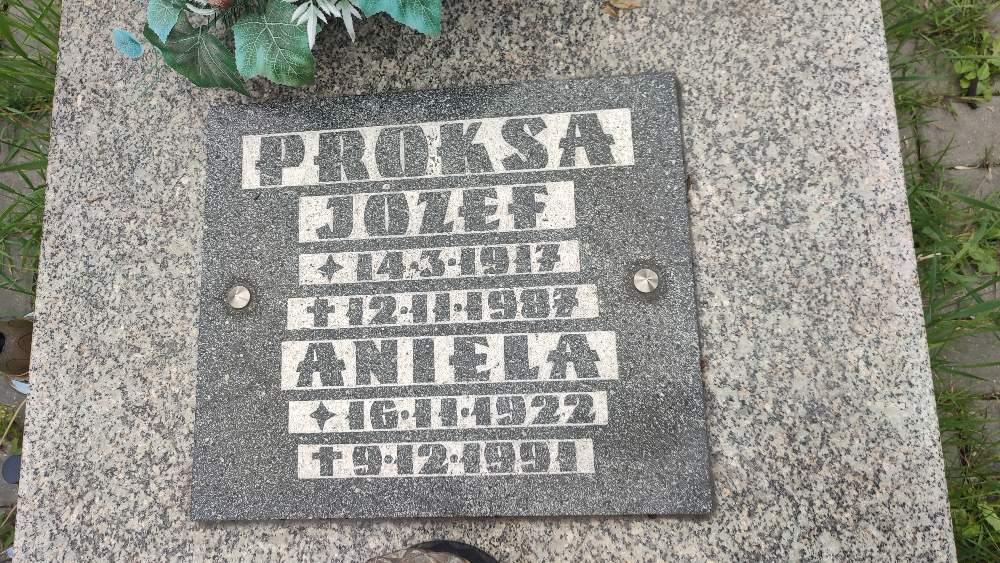 PROKSA
JÓZEF
✦ 14·3·1917
✝ 12·11·1987
ANIELA
✦ 16·11·1922
✝ 9·12·1991